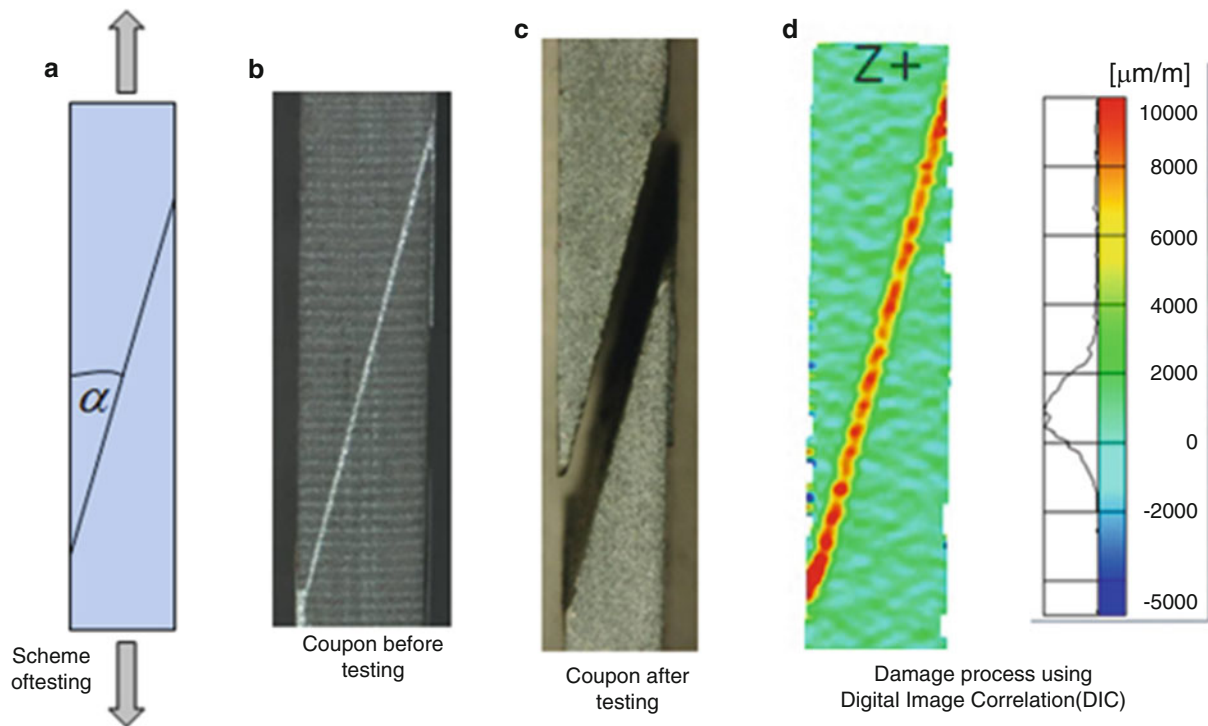 a
α
Scheme
oftesting
b
Coupon before
testing
c
Coupon after
testing
d
Z+
Damage process using
Digital Image Correlation(DIC)
[μm/m]
10000
8000
6000
4000
2000
0
-2000
-5000